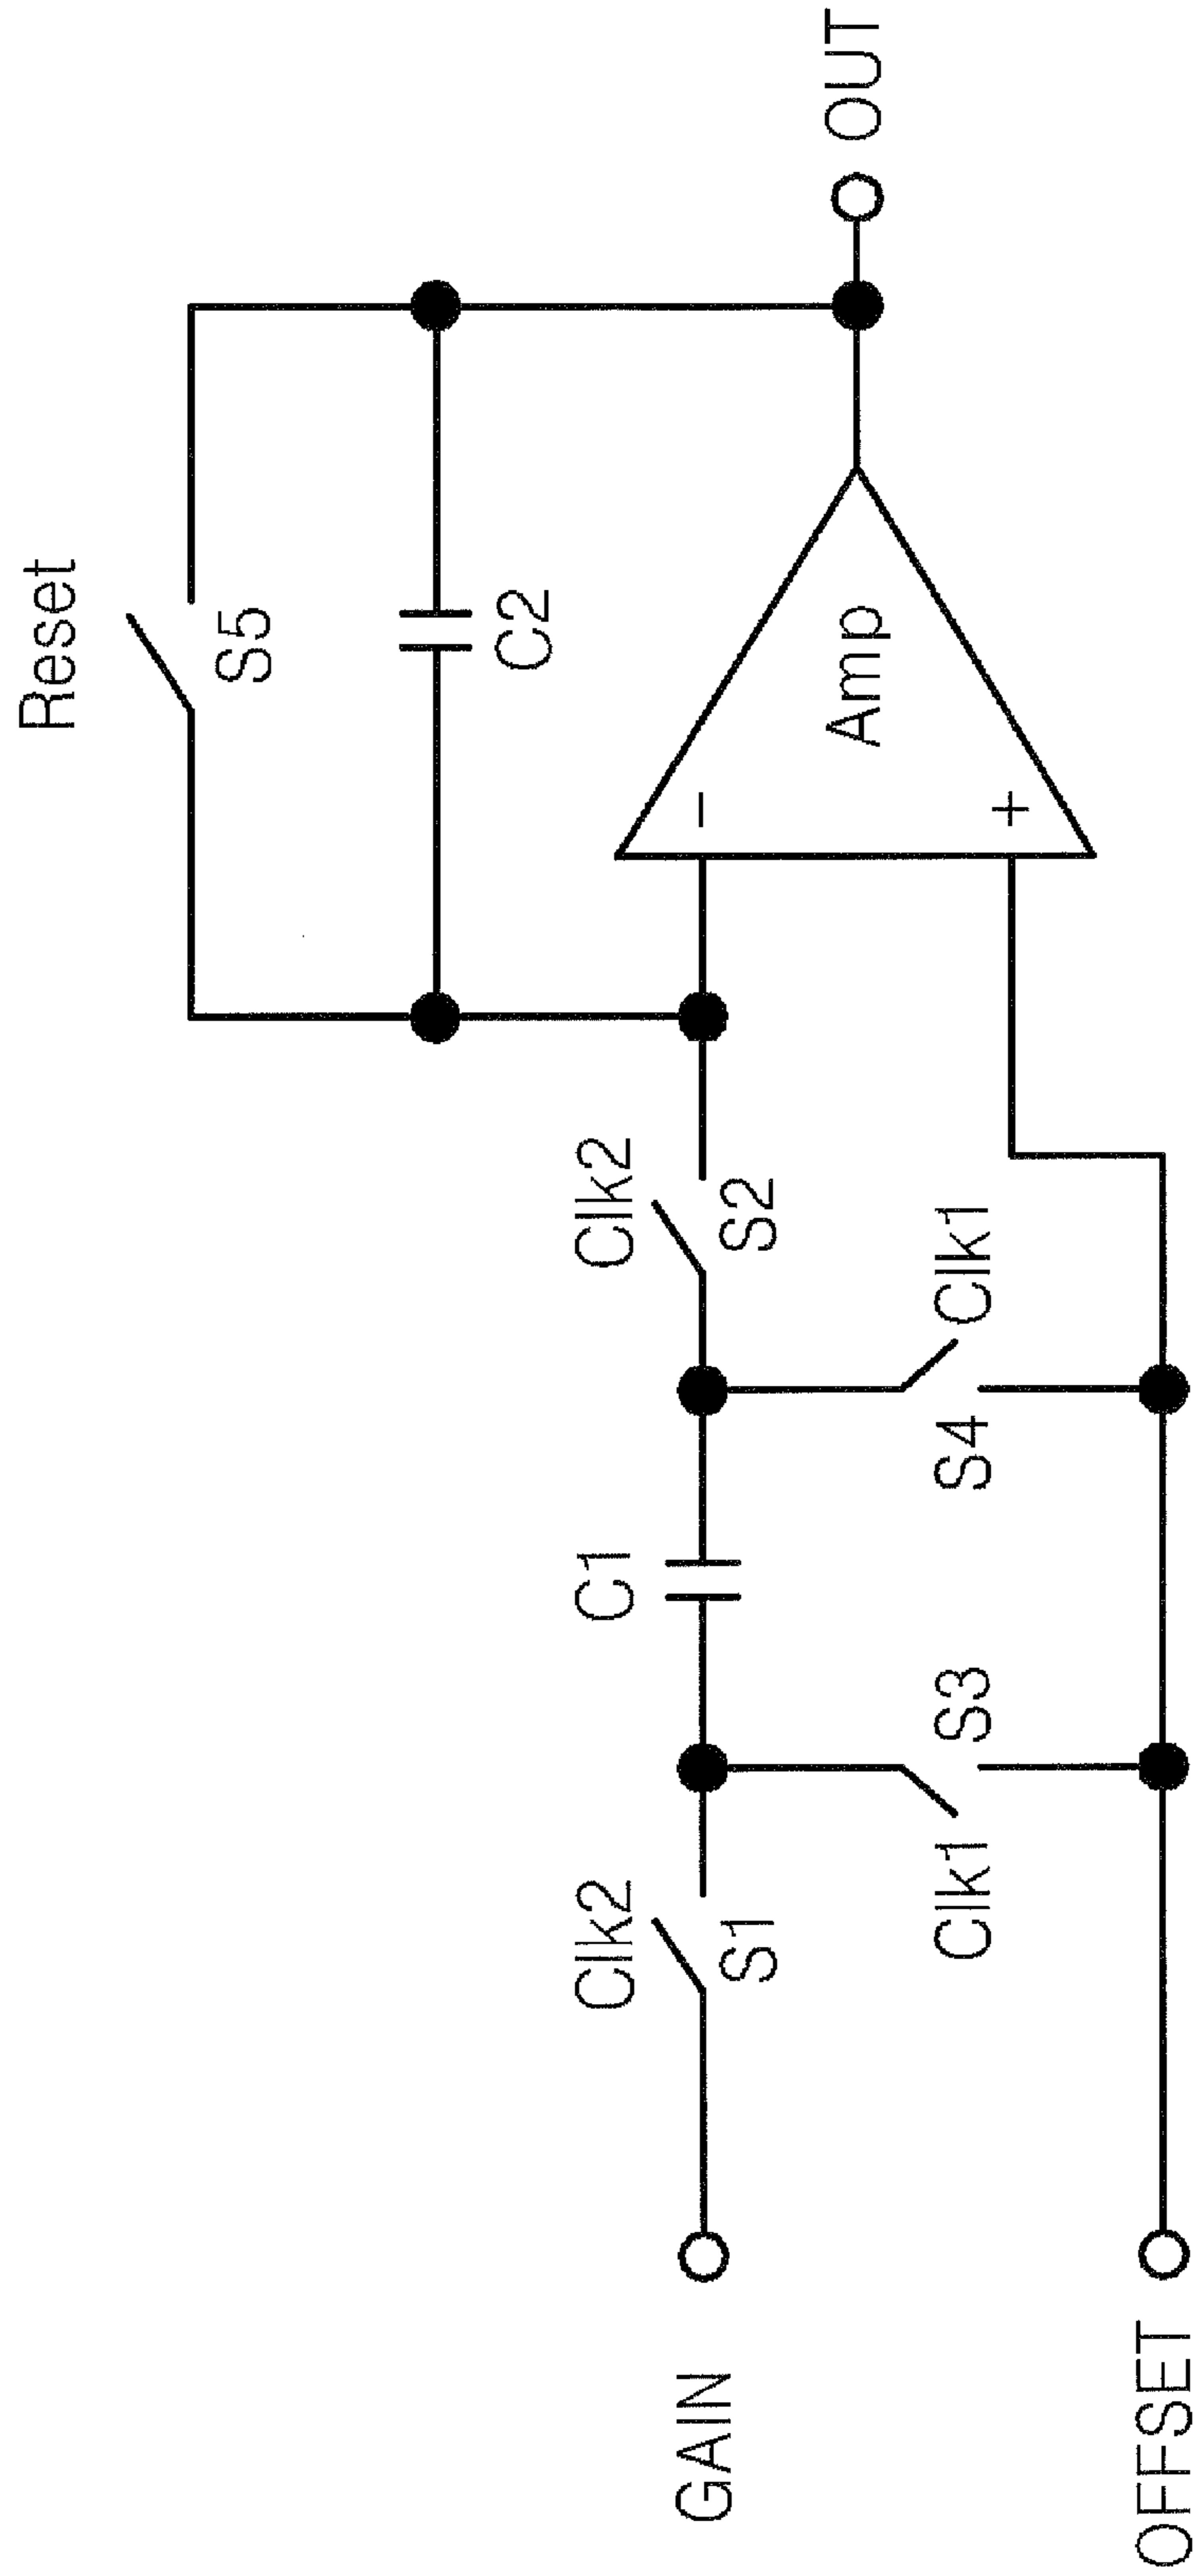 Reset
S5
C2
Clk2
C1
Clk2
S1
S2
GAIN
Amp
−
+
OUT
Clk1
S3
S4
Clk1
OFFSET